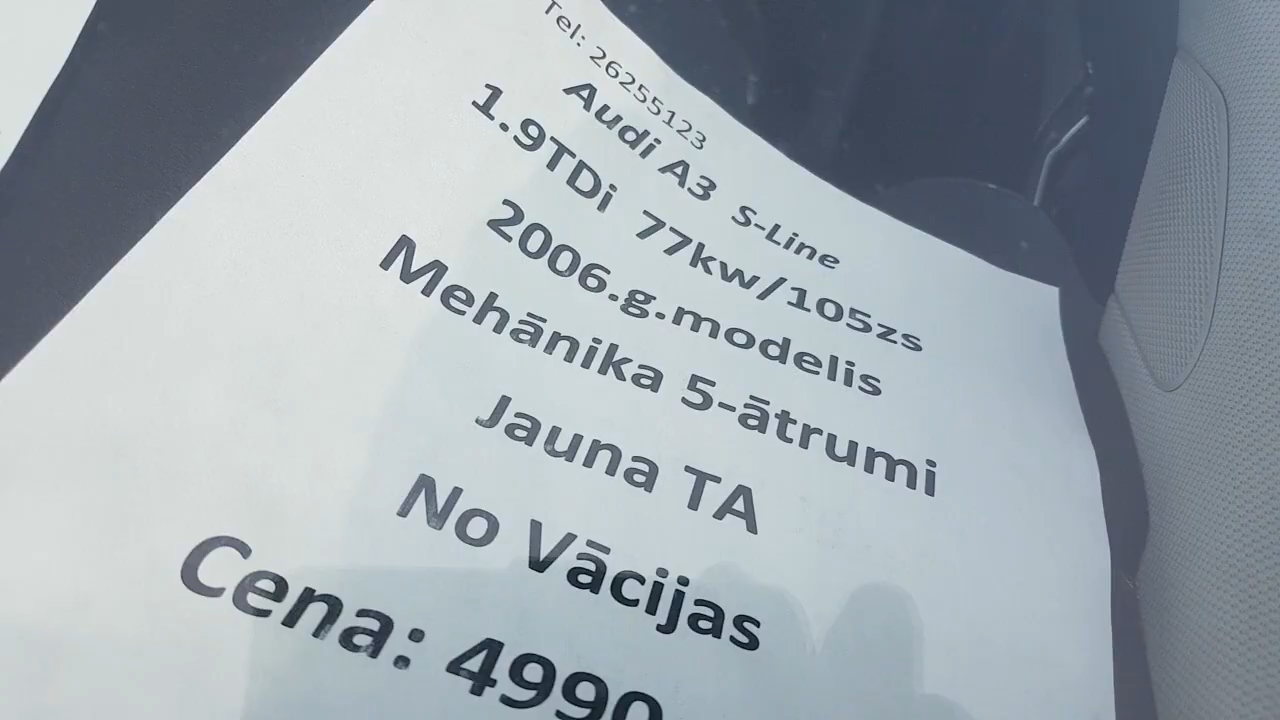 Tel: 26255123
Audi A3 S-Line
1.9TDi 77kw/105zs
2006.g.modelis
Mehānika 5-ātrumi
Jauna TA
No Vācijas
Cena: 4990